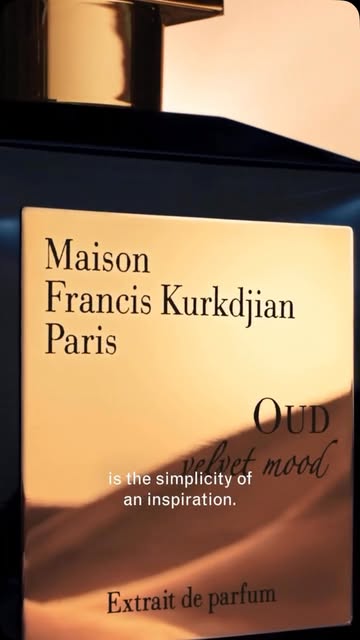 Maison
Francis Kurkdjian
Paris
OUD
velvet mood
is the simplicity of
an inspiration.
Extrait de parfum